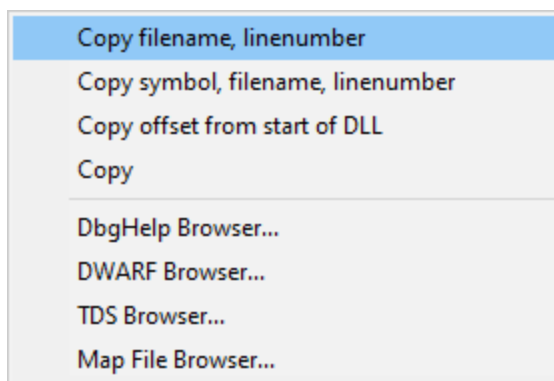 Copy filename, linenumber
Copy symbol, filename, linenumber
Copy offset from start of DLL
Copy
DbgHelp Browser...
DWARF Browser...
TDS Browser...
Map File Browser...